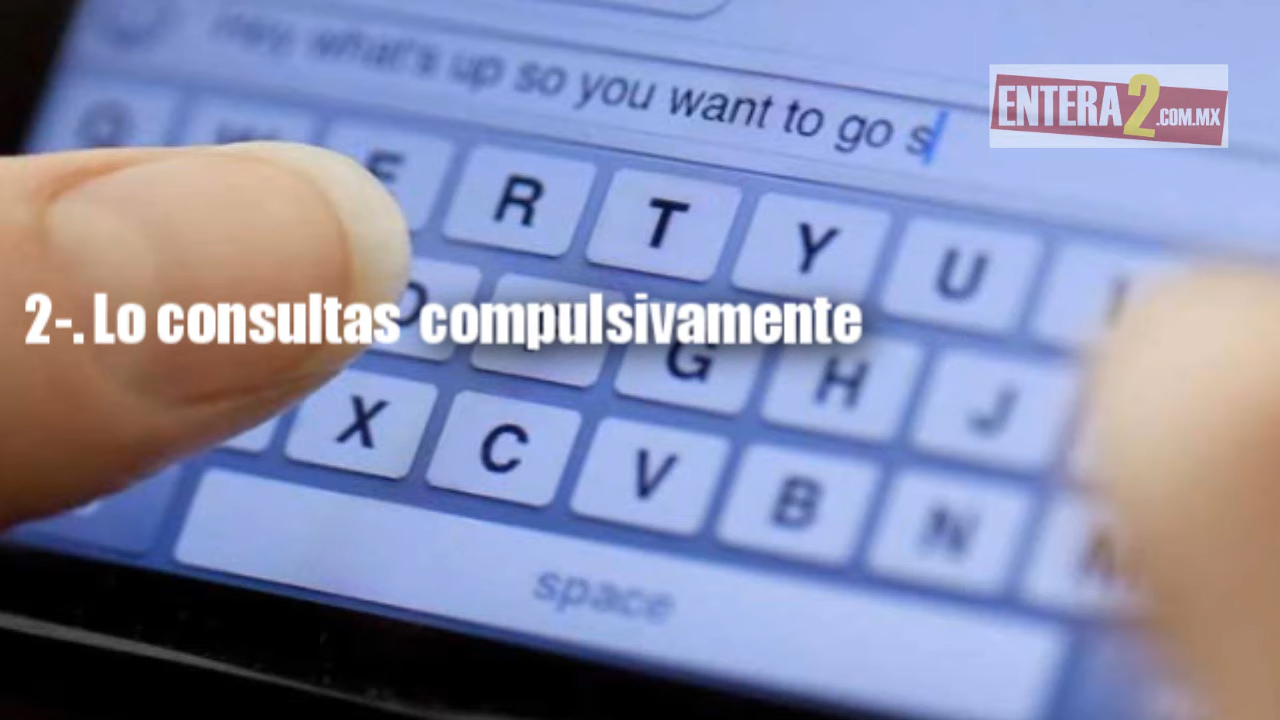 Hey what's up so you want to go s
ENTERA2.COM.MX
E R T Y U
2-. Lo consultas compulsivamente
D G H J
X C V B N
space